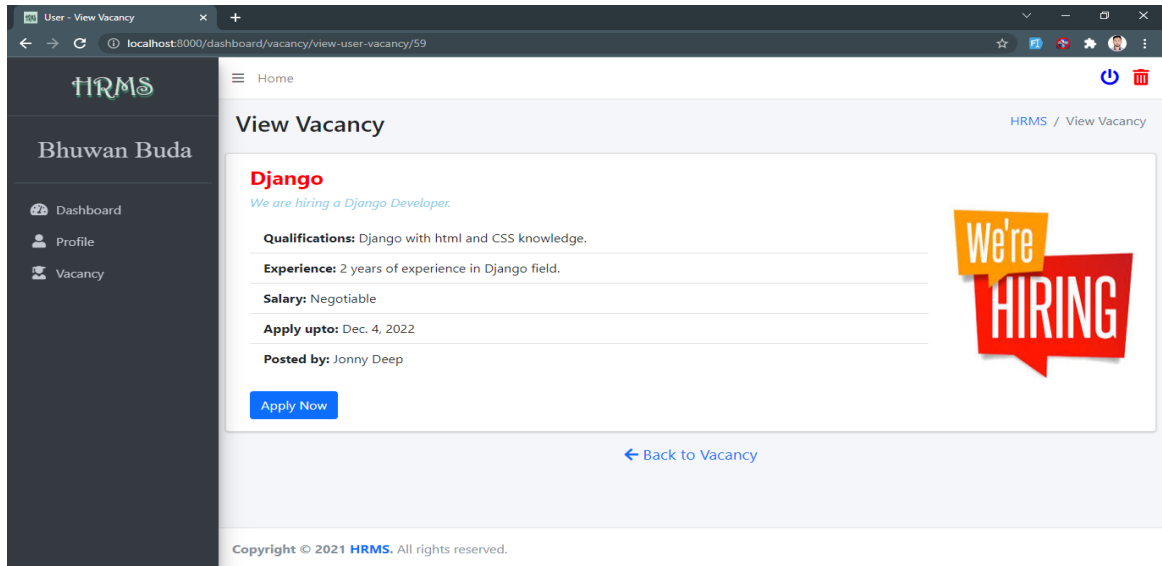 User - View Vacancy
localhost:8000/dashboard/vacancy/view-user-vacancy/59
HRMS
Home
Bhuwan Buda
Dashboard
Profile
Vacancy
View Vacancy
HRMS / View Vacancy
Django
We are hiring a Django Developer.
Qualifications: Django with html and CSS knowledge.
Experience: 2 years of experience in Django field.
Salary: Negotiable
Apply upto: Dec. 4, 2022
Posted by: Jonny Deep
Apply Now
We're
HIRING
Back to Vacancy
Copyright © 2021 HRMS. All rights reserved.